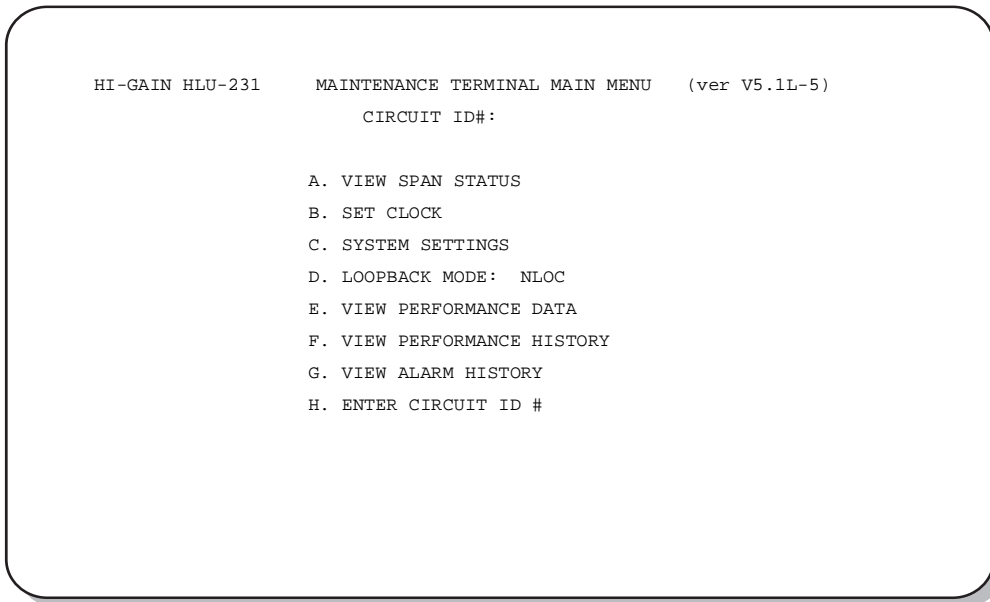 HI-GAIN HLU-231 MAINTENANCE TERMINAL MAIN MENU (ver V5.1L-5)
CIRCUIT ID#:
A. VIEW SPAN STATUS
B. SET CLOCK
C. SYSTEM SETTINGS
D. LOOPBACK MODE: NLOC
E. VIEW PERFORMANCE DATA
F. VIEW PERFORMANCE HISTORY
G. VIEW ALARM HISTORY
H. ENTER CIRCUIT ID #